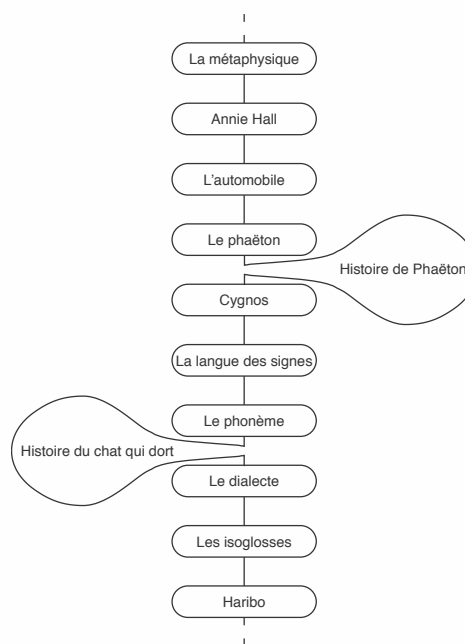 La métaphysique
Annie Hall
L'automobile
Le phaëton
Histoire de Phaëton
Cygnos
La langue des signes
Le phonème
Histoire du chat qui dort
Le dialecte
Les isoglosses
Haribo